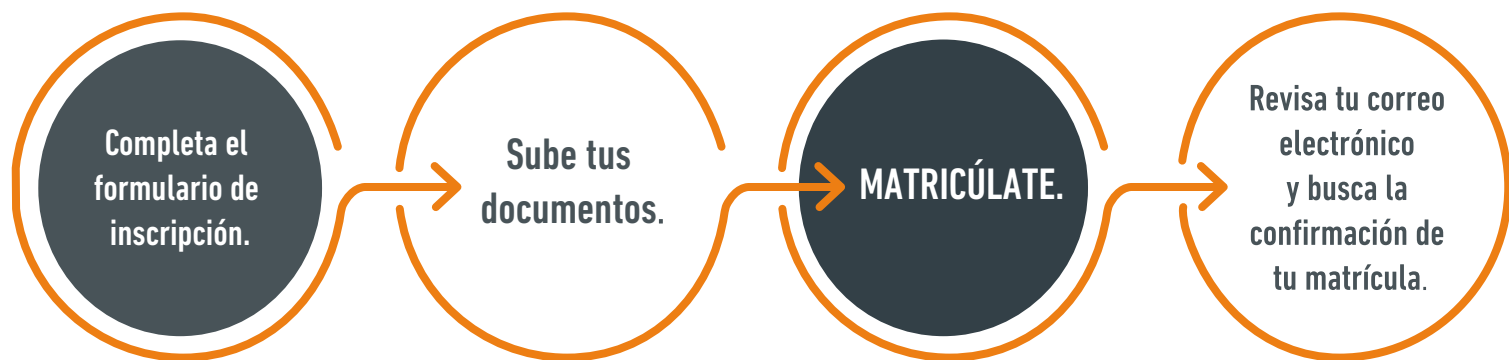 Completa el
formulario de
inscripción.
Sube tus
documentos.
MATRICÚLATE.
Revisa tu correo
electrónico
y busca la
confirmación de
tu matrícula.